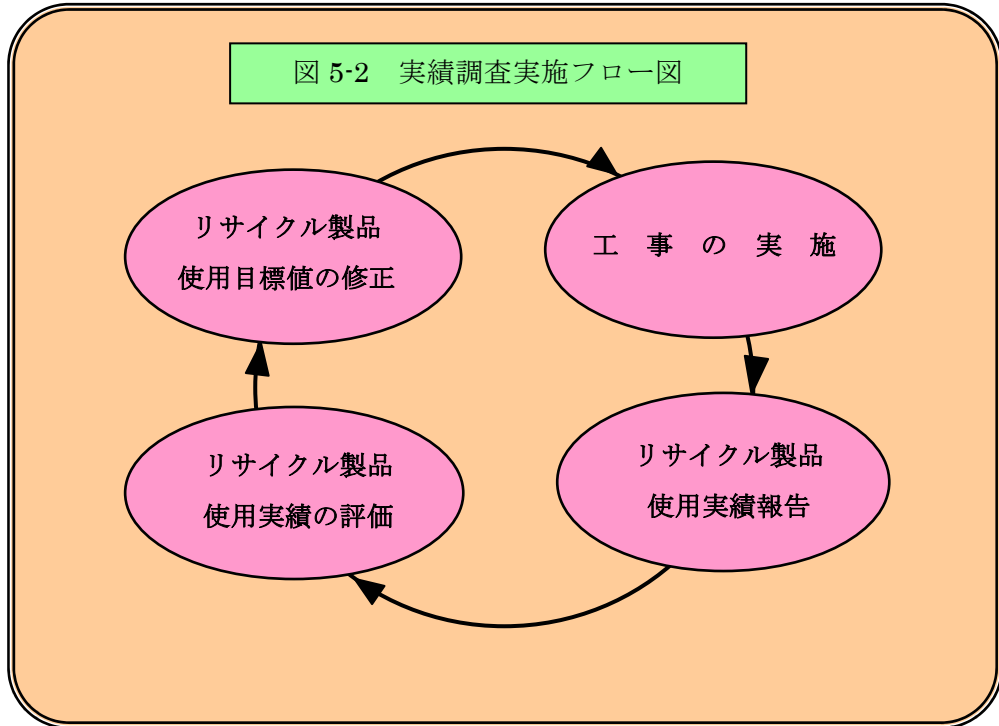 図 5-2 実績調査実施フロー図
リサイクル製品
使用目標値の修正
工 事 の 実 施
リサイクル製品
使用実績報告
リサイクル製品
使用実績の評価